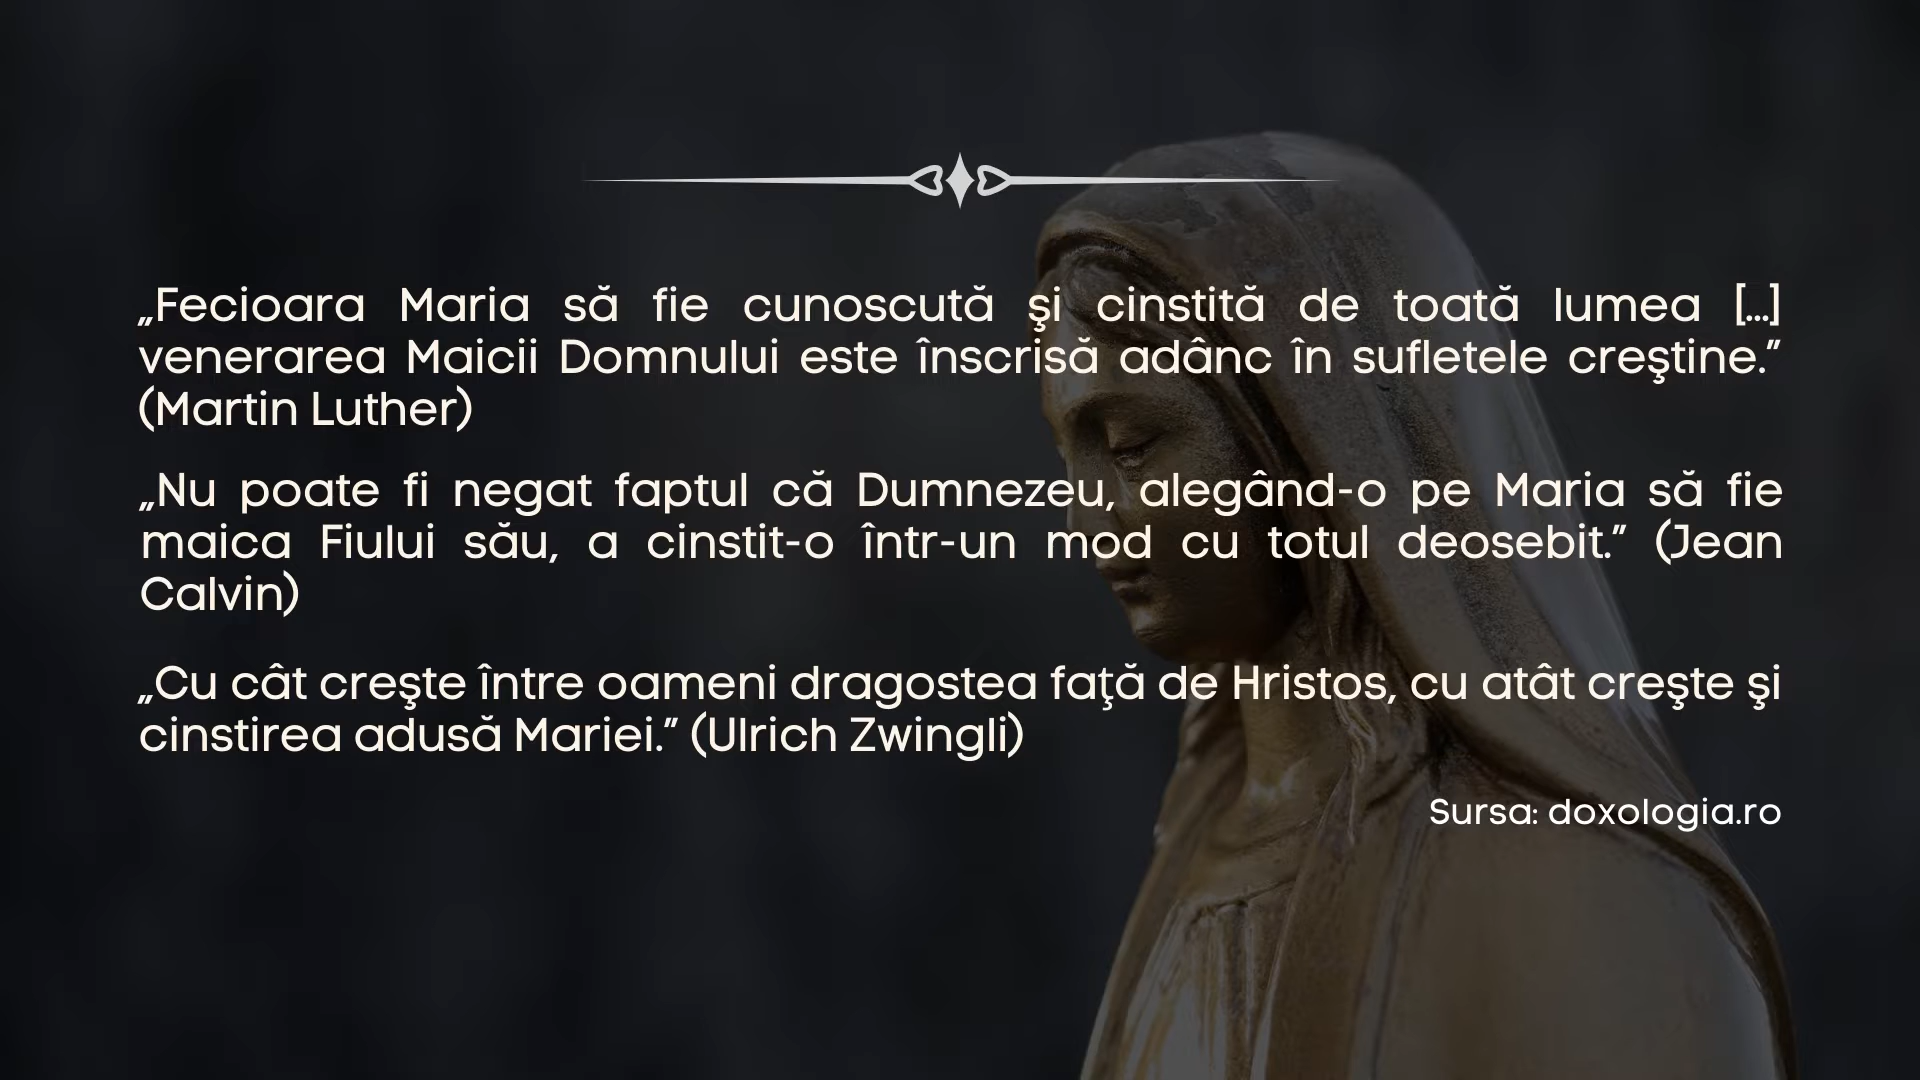 „Fecioara Maria să fie cunoscută şi cinstită de toată lumea [...]
venerarea Maicii Domnului este înscrisă adânc în sufletele creştine.”
(Martin Luther)
„Nu poate fi negat faptul că Dumnezeu, alegând-o pe Maria să fie
maica Fiului său, a cinstit-o într-un mod cu totul deosebit.” (Jean
Calvin)
„Cu cât creşte între oameni dragostea faţă de Hristos, cu atât creşte şi
cinstirea adusă Mariei.” (Ulrich Zwingli)
Sursa: doxologia.ro